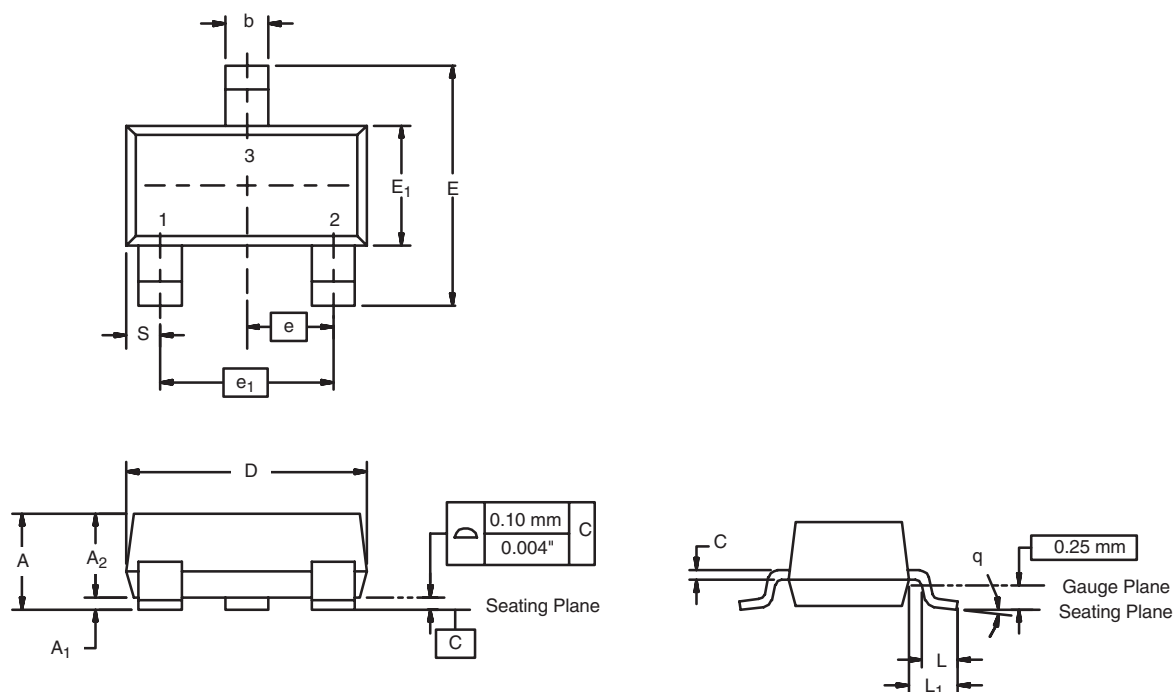 b
3
E₁
E
1
2
S
e
e₁
D
A
A₂
0.10 mm
0.004"
C
Seating Plane
A₁
C
C
q
0.25 mm
Gauge Plane
Seating Plane
L
L₁